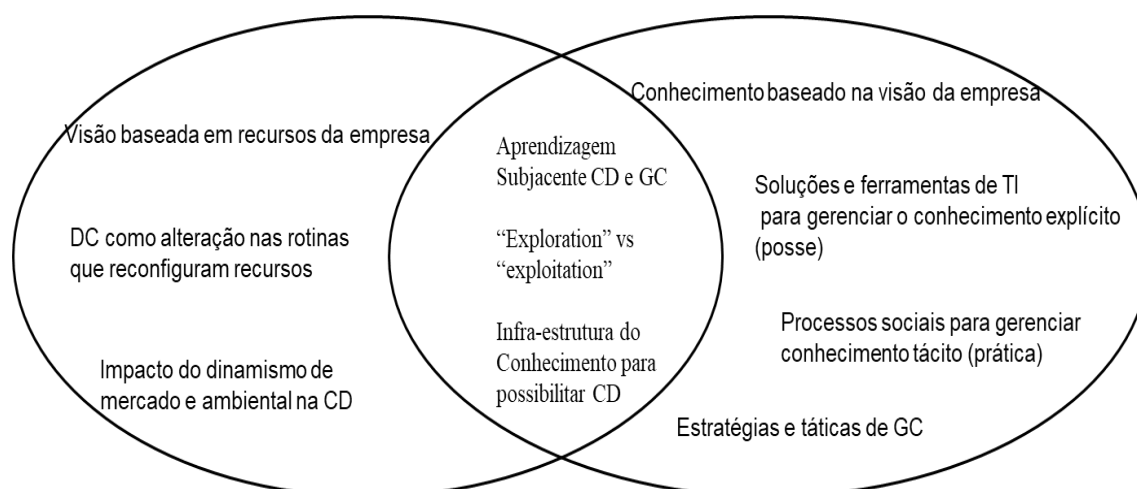 Visão baseada em recursos da empresa
DC como alteração nas rotinas
que reconfiguram recursos
Impacto do dinamismo de
mercado e ambiental na CD
Aprendizagem
Subjacente CD e GC
“Exploration” vs
“exploitation”
Infra-estrutura do
Conhecimento para
possibilitar CD
Conhecimento baseado na visão da empresa
Soluções e ferramentas de TI
para gerenciar o conhecimento explícito
(posse)
Processos sociais para gerenciar
conhecimento tácito (prática)
Estratégias e táticas de GC